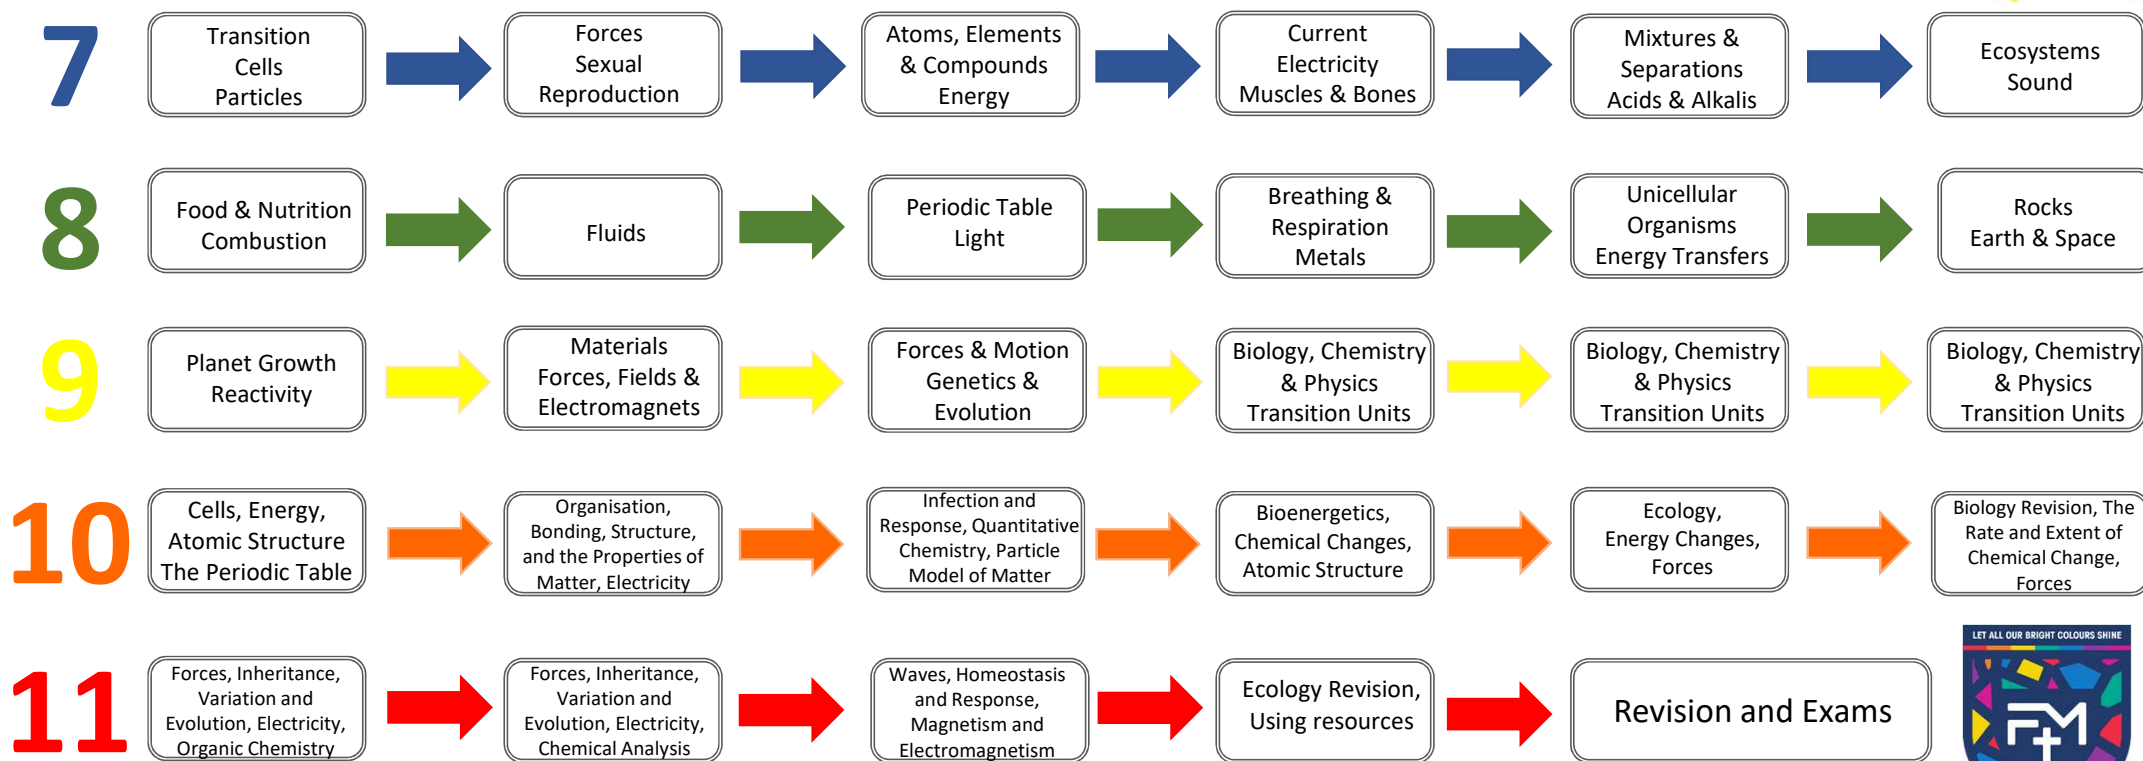 7
Transition
Cells
Particles
Forces
Sexual
Reproduction
Atoms, Elements
& Compounds
Energy
Current
Electricity
Muscles & Bones
Mixtures &
Separations
Acids & Alkalis
Ecosystems
Sound
8
Food & Nutrition
Combustion
Fluids
Periodic Table
Light
Breathing &
Respiration
Metals
Unicellular
Organisms
Energy Transfers
Rocks
Earth & Space
9
Planet Growth
Reactivity
Materials
Forces, Fields &
Electromagnets
Forces & Motion
Genetics &
Evolution
Biology, Chemistry
& Physics
Transition Units
Biology, Chemistry
& Physics
Transition Units
Biology, Chemistry
& Physics
Transition Units
10
Cells, Energy,
Atomic Structure
The Periodic Table
Organisation,
Bonding, Structure,
and the Properties of
Matter, Electricity
Infection and
Response, Quantitative
Chemistry, Particle
Model of Matter
Bioenergetics,
Chemical Changes,
Atomic Structure
Ecology,
Energy Changes,
Forces
Biology Revision, The
Rate and Extent of
Chemical Change,
Forces
11
Forces, Inheritance,
Variation and
Evolution, Electricity,
Organic Chemistry
Forces, Inheritance,
Variation and
Evolution, Electricity,
Chemical Analysis
Waves, Homeostasis
and Response,
Magnetism and
Electromagnetism
Ecology Revision,
Using resources
Revision and Exams
LET ALL OUR BRIGHT COLOURS SHINE
FM